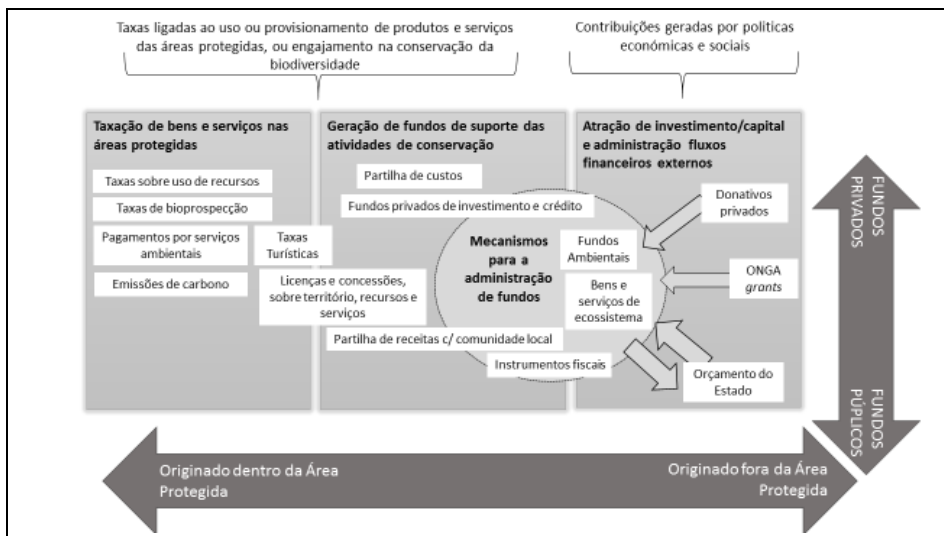 Taxas ligadas ao uso ou provisionamento de produtos e serviços
das áreas protegidas, ou engajamento na conservação da
biodiversidade
Contribuições geradas por politicas
económicas e sociais
Taxação de bens e serviços nas
áreas protegidas
Taxas sobre uso de recursos
Taxas de bioprospecção
Pagamentos por serviços
ambientais
Emissões de carbono
Taxas
Turísticas
Geração de fundos de suporte das
atividades de conservação
Partilha de custos
Fundos privados de investimento e crédito
Mecanismos
para a
administração
de fundos
Licenças e concessões,
sobre território, recursos e
serviços
Partilha de receitas c/ comunidade local
Instrumentos fiscais
Atração de investimento/capital
e administração fluxos
financeiros externos
Donativos
privados
Fundos
Ambientais
ONGA
grants
Bens e
serviços de
ecossistema
Orçamento do
Estado
FUNDOS
PRIVADOS
FUNDOS
PÚPLICOS
Originado dentro da Área
Protegida
Originado fora da Área
Protegida